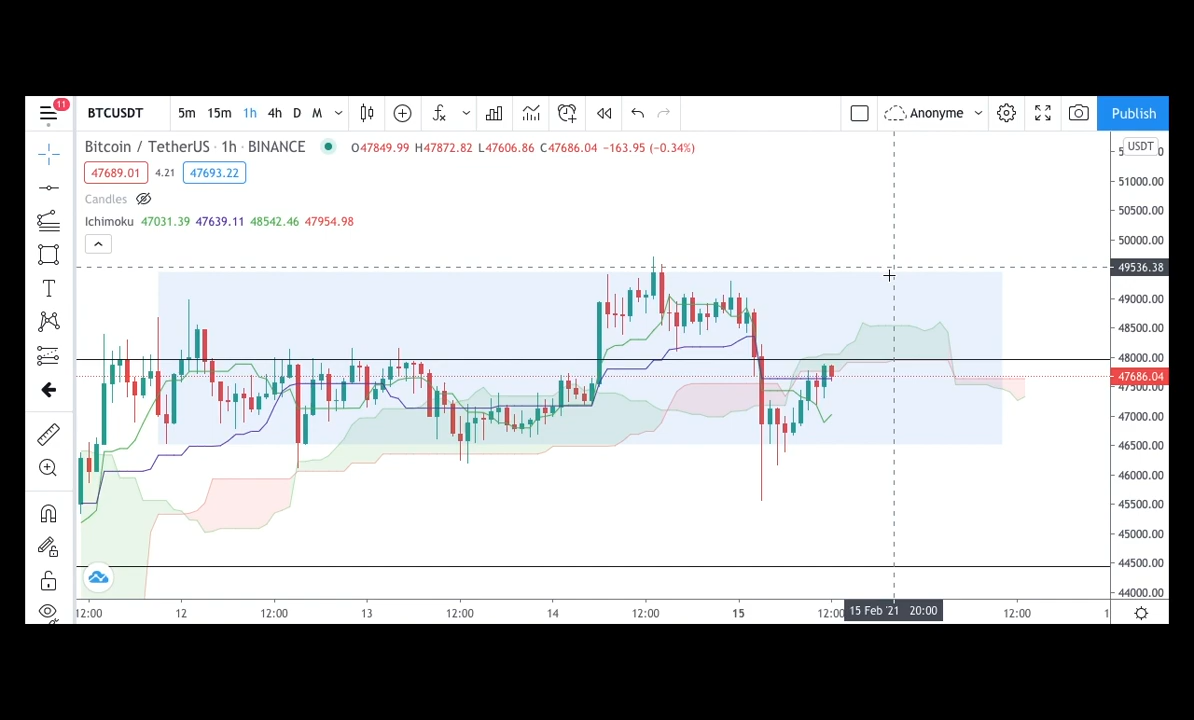 11 BTCUSDT 5m 15m 1h 4h D M Anonyme Publish
Bitcoin / TetherUS · 1h · BINANCE O47849.99 H47872.82 L47606.86 C47686.04 −163.95 (−0.34%) USDT
47689.01 4.21 47693.22
51000.00
Candles
50500.00
Ichimoku 47031.39 47639.11 48542.46 47954.98
50000.00
49536.38
49000.00
48500.00
48000.00
47686.04
47500.00
47000.00
46500.00
46000.00
45500.00
45000.00
44500.00
44000.00
12:00 12 12:00 13 12:00 14 12:00 15 12:00 15 Feb '21 20:00 12:00